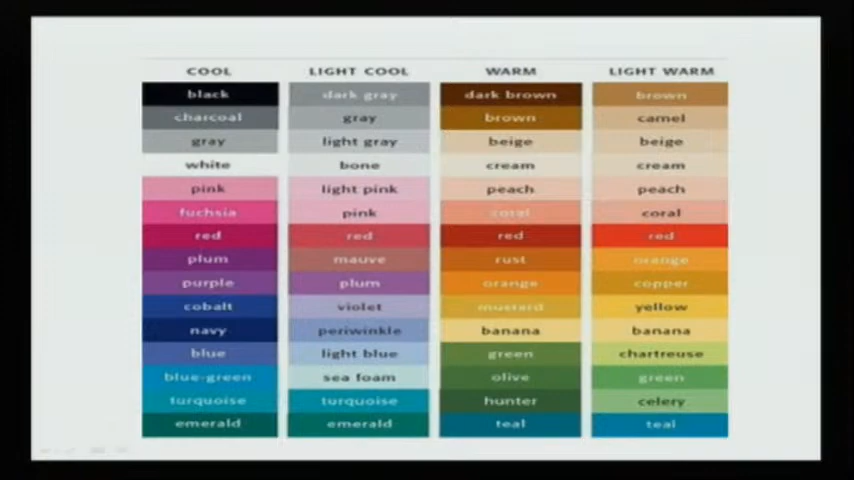 COOL LIGHT COOL WARM LIGHT WARM
black dark gray dark brown brown
charcoal gray brown camel
gray light gray beige beige
white bone cream cream
pink light pink peach peach
fuchsia pink coral coral
red red red red
plum mauve rust orange
purple plum orange copper
cobalt violet mustard yellow
navy periwinkle banana banana
blue light blue green chartreuse
blue-green sea foam olive green
turquoise turquoise hunter celery
emerald emerald teal teal